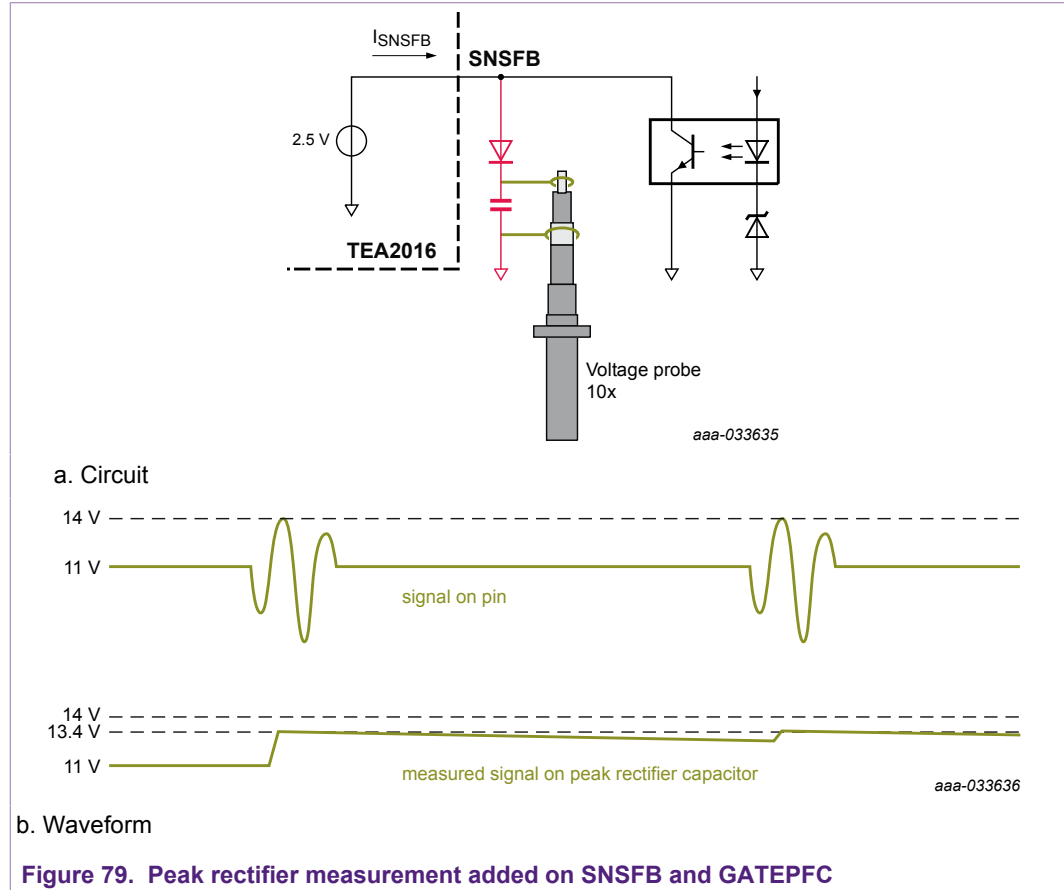 ISNSFB
SNSFB
2.5 V
TEA2016
Voltage probe
10x
aaa-033635
a. Circuit
14 V
11 V
signal on pin
14 V
13.4 V
11 V
measured signal on peak rectifier capacitor
aaa-033636
b. Waveform
Figure 79. Peak rectifier measurement added on SNSFB and GATEPFC